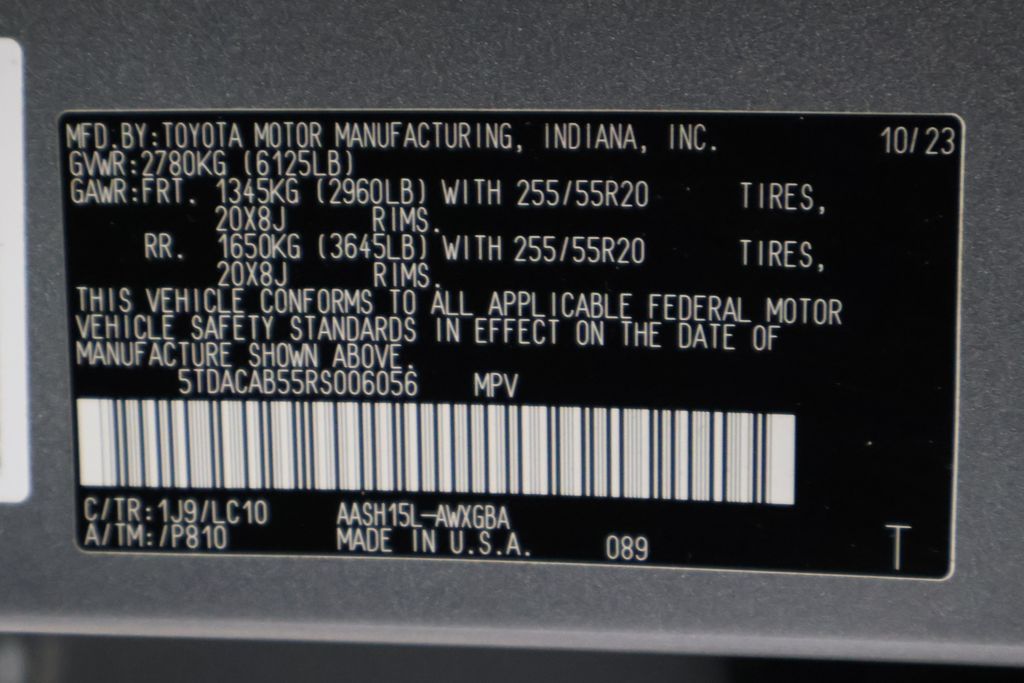 MFD.BY:TOYOTA MOTOR MANUFACTURING, INDIANA, INC. 10/23
GVWR:2780KG (6125LB)
GAWR:FRT. 1345KG (2960LB) WITH 255/55R20 TIRES,
20X8J RIMS.
RR. 1650KG (3645LB) WITH 255/55R20 TIRES,
20X8J RIMS.
THIS VEHICLE CONFORMS TO ALL APPLICABLE FEDERAL MOTOR
VEHICLE SAFETY STANDARDS IN EFFECT ON THE DATE OF
MANUFACTURE SHOWN ABOVE.
5TDACAB55RS006056 MPV
C/TR:1J9/LC10 AASH15L-AWXGBA
A/TM:/P810 MADE IN U.S.A. 089 T